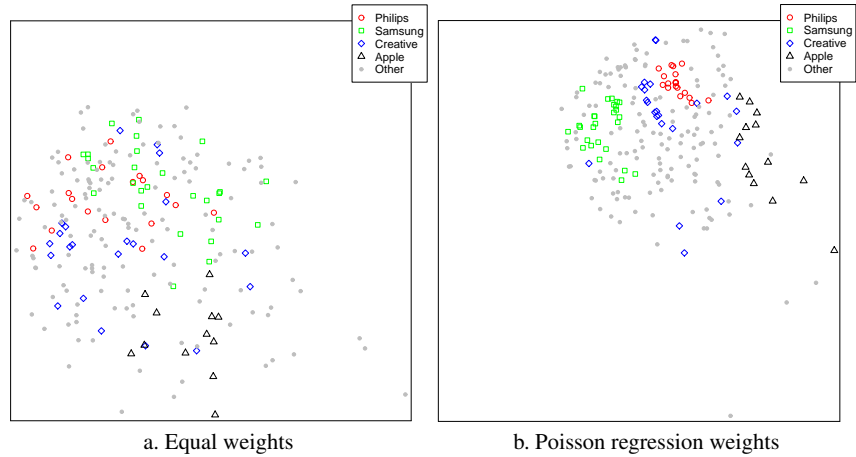 Philips
Samsung
Creative
Apple
Other
Philips
Samsung
Creative
Apple
Other
a. Equal weights
b. Poisson regression weights